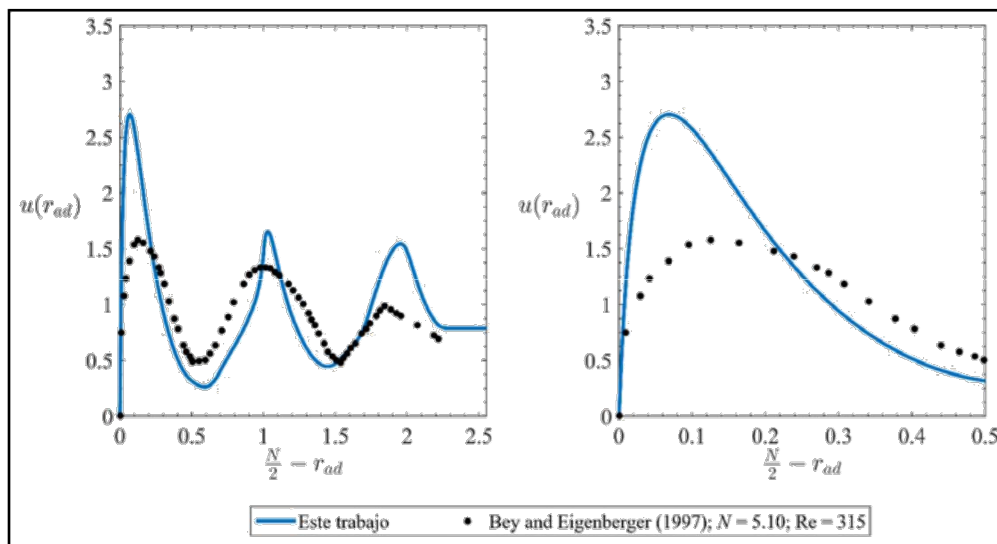 3.5
3
2.5
2
u(r_ad)
1.5
1
0.5
0
0 0.5 1 1.5 2 2.5
N/2 − r_ad
3.5
3
2.5
2
u(r_ad)
1.5
1
0.5
0
0 0.1 0.2 0.3 0.4 0.5
N/2 − r_ad
Este trabajo
Bey and Eigenberger (1997); N = 5.10; Re = 315